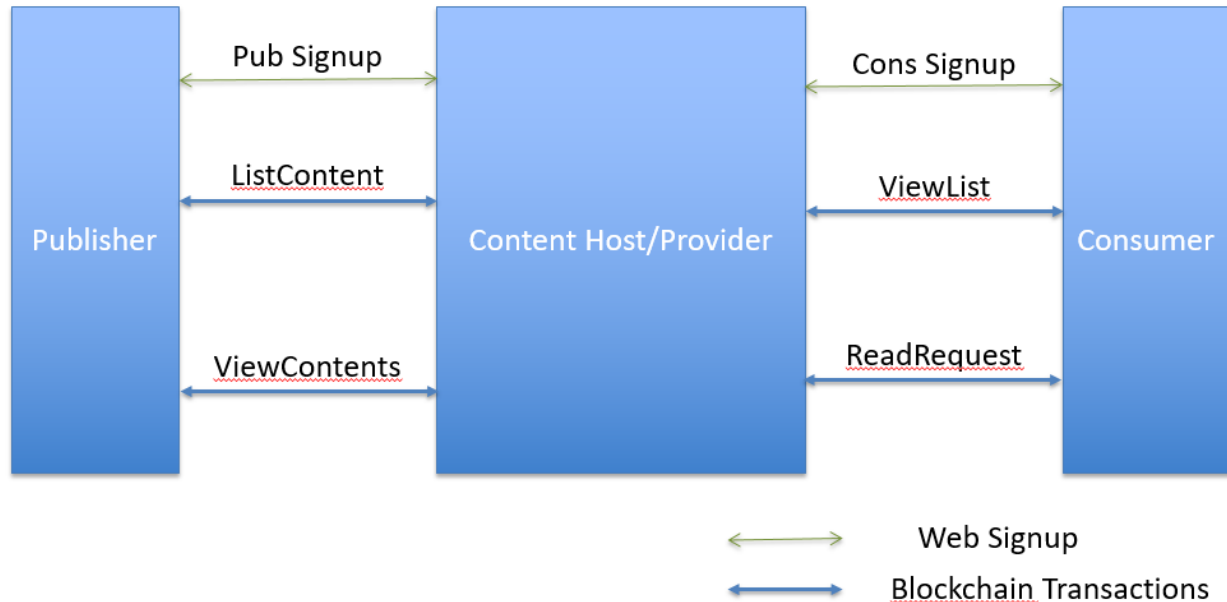 Pub Signup
Cons Signup
ListContent
ViewList
Publisher
Content Host/Provider
Consumer
ViewContents
ReadRequest
Web Signup
Blockchain Transactions